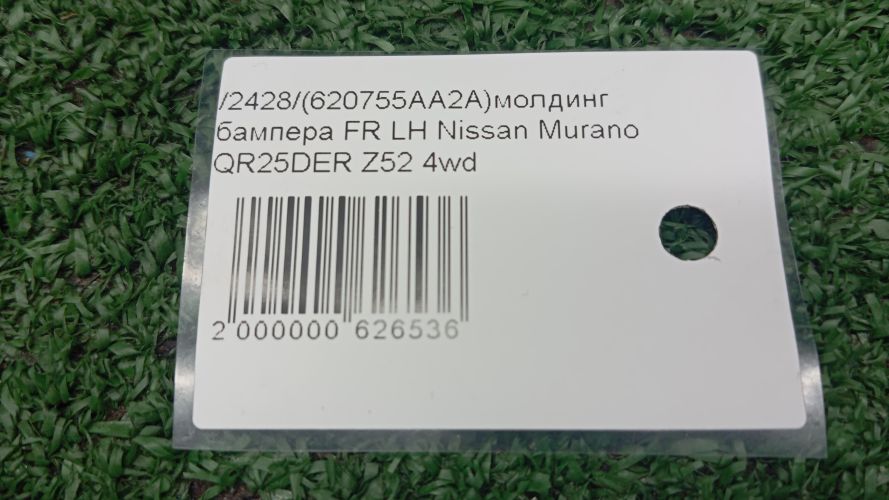 /2428/(620755AA2A)молдинг
бампера FR LH Nissan Murano
QR25DER Z52 4wd
2 000000 626536